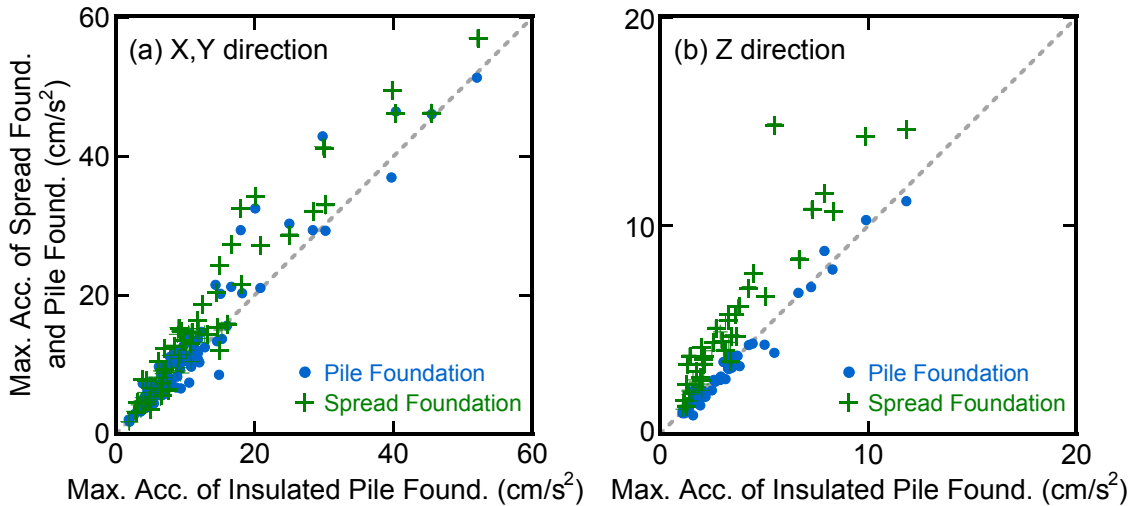 Max. Acc. of Spread Found.
and Pile Found. (cm/s²)
60
40
20
0
(a) X,Y direction
Pile Foundation
Spread Foundation
0
20
40
60
Max. Acc. of Insulated Pile Found. (cm/s²)
20
10
0
(b) Z direction
Pile Foundation
Spread Foundation
0
10
20
Max. Acc. of Insulated Pile Found. (cm/s²)